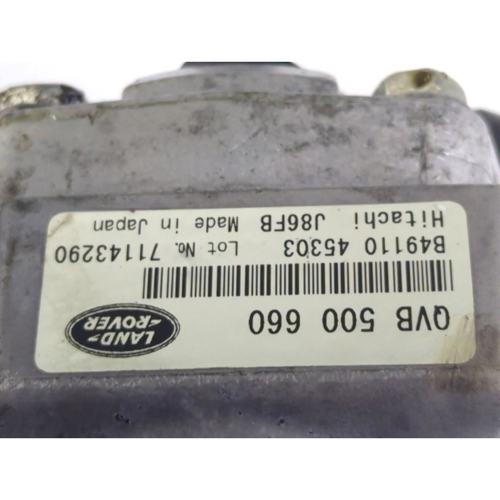 LAND-
-ROVER
QVB 500 660
B49110 45303 Lot No. 71143290
Hitachi J86FB Made in Japan